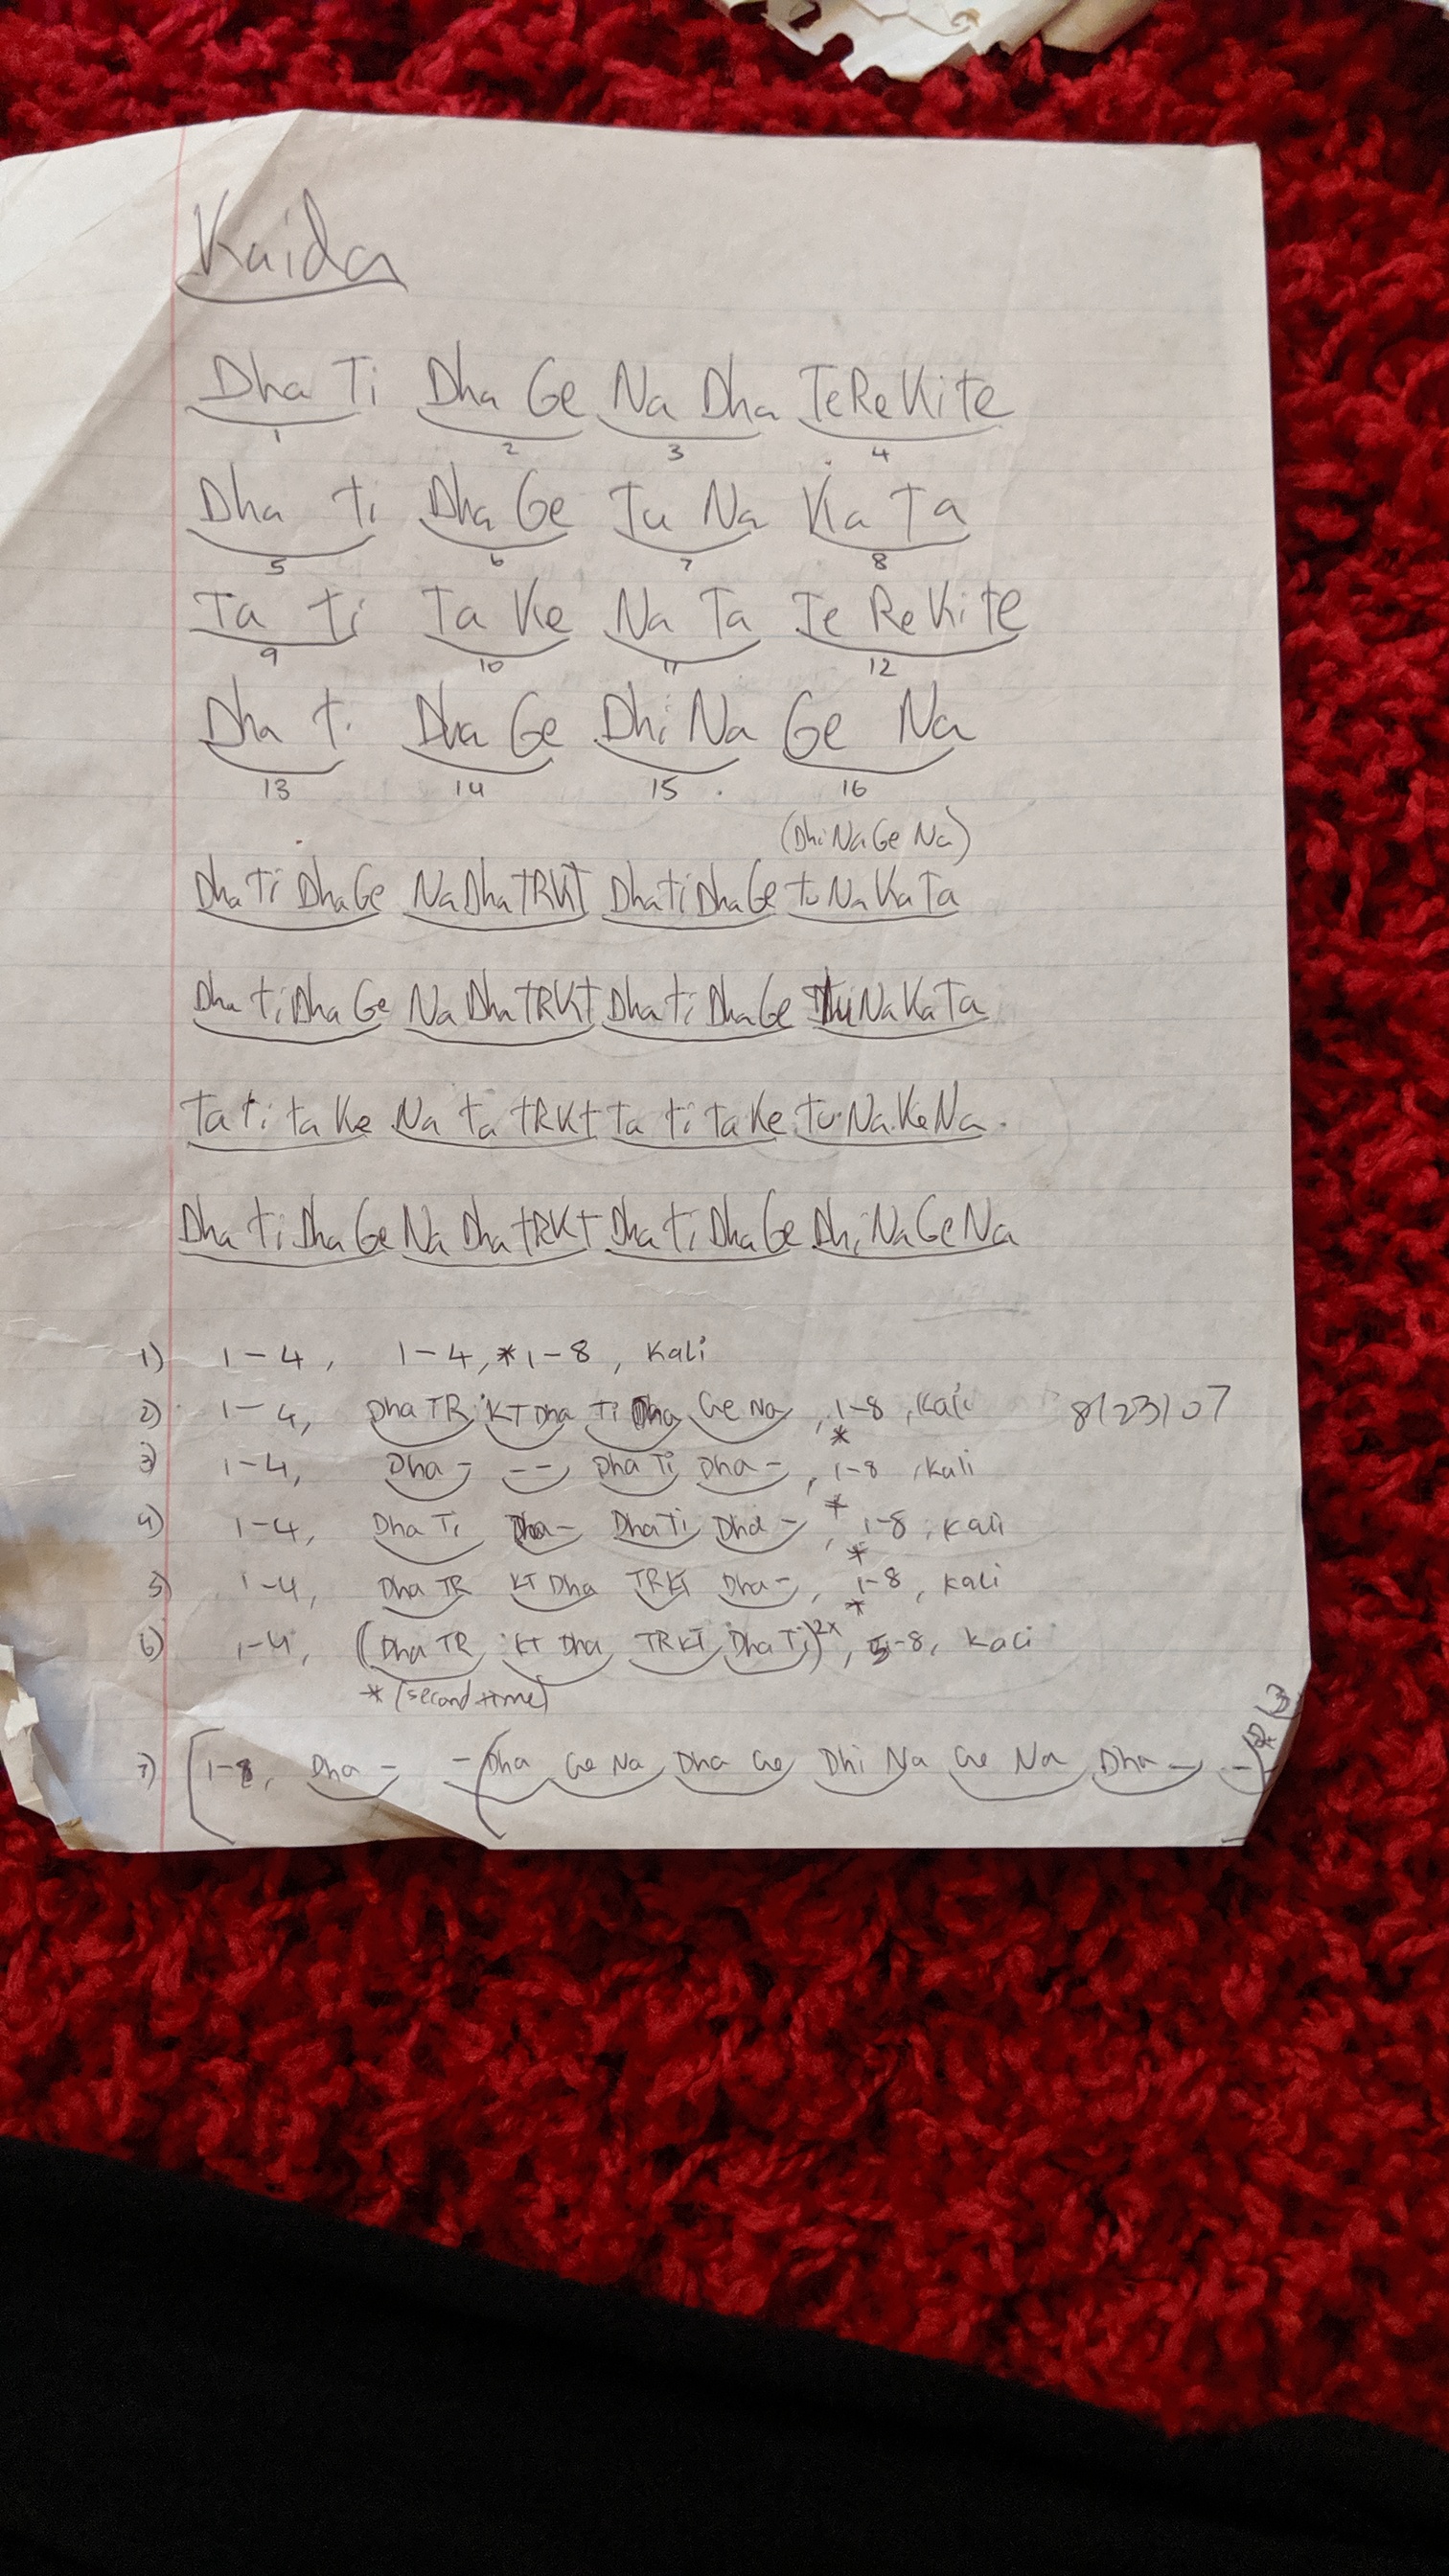 Kaida
Dha Ti Dha Ge Na Dha TeReKite
1 2 3 4
Dha ti Dha Ge Tu Na Ka Ta
5 6 7 8
Ta ti Ta Ke Na Ta Te ReKite
9 10 11 12
Dha ti Dha Ge Dhi Na Ge Na
13 14 15 16
(Dhi Na Ge Na)
Dha Ti Dha Ge Na Dha TRKT Dha Ti Dha Ge tu Na Ka Ta
Dha ti Dha Ge Na Dha TRKT Dha ti Dha Ge Na Ka Ta
Ta ti ta Ke Na ta TRKT Ta ti Ta Ke tu Na Ke Na
Dha ti Dha Ge Na Dha TRKT Dha ti Dha Ge Dhi Na Ge Na
1) 1-4, 1-4, * 1-8, Kali
2) 1-4, Dha TR KT Dha Ti Dha Ge Na, 1-8, Kali 8/23/07
*
3) 1-4, Dha - -- Dha Ti Dha -, 1-8, Kali
*
4) 1-4, Dha Ti Dha - Dha Ti Dha -, 1-8, Kali
*
5) 1-4, Dha TR KT Dha TRKT Dha -, 1-8, Kali
*
6) 1-4, (Dha TR KT Dha TRKT Dha Ti)2x, 5-8, Kali
* (second time)
7) [1-8, Dha - - (Dha Ge Na Dha Ge Dhi Na Ge Na Dha - -)